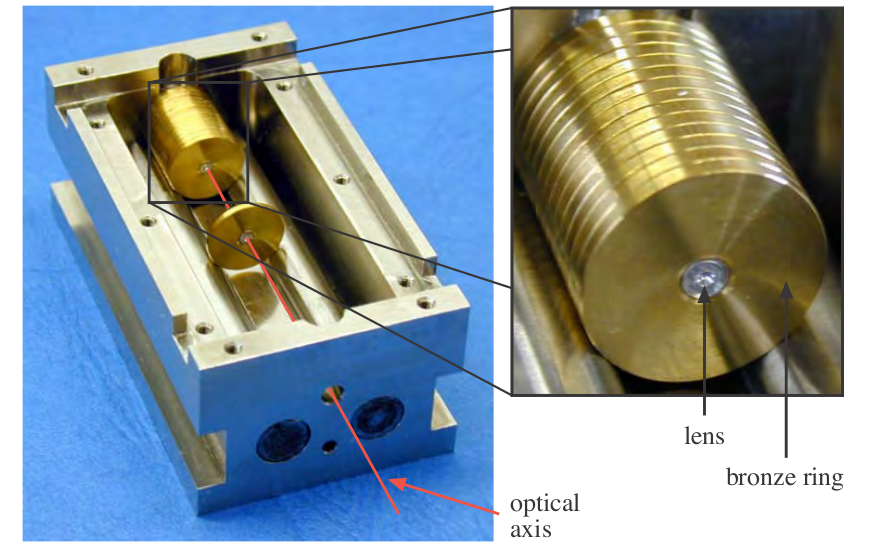 lens
bronze ring
optical
axis